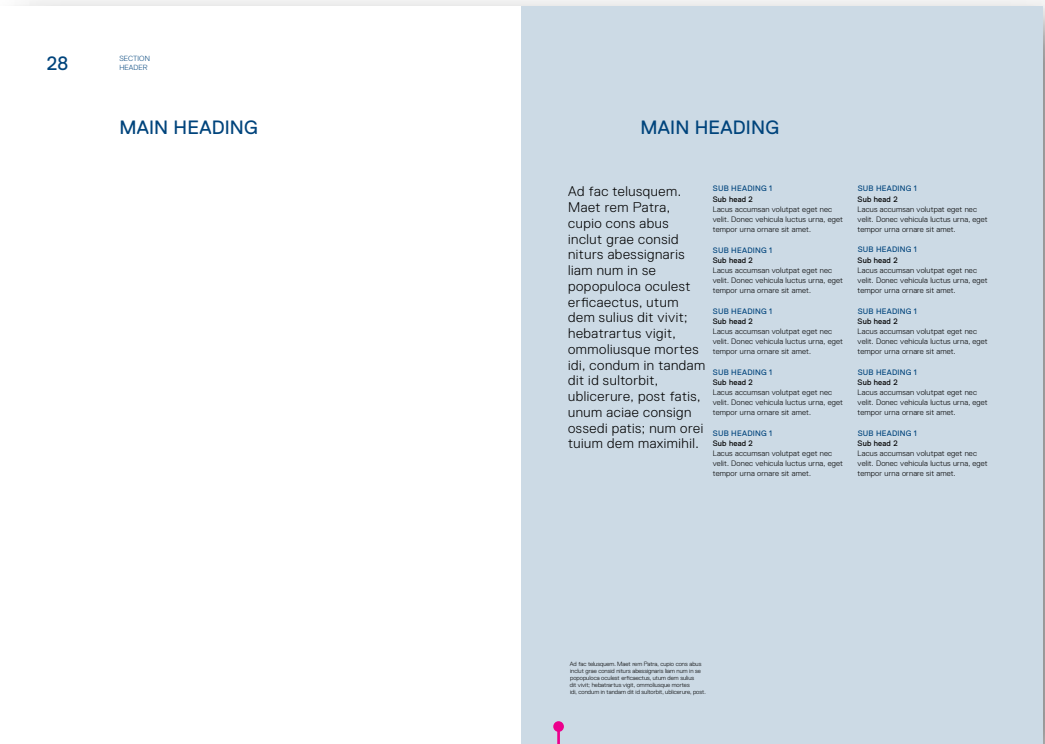 28
SECTION
HEADER
MAIN HEADING
MAIN HEADING
Ad fac telusquem.
Maet rem Patra,
cupio cons abus
inclut grae consid
niturs abessignaris
liam num in se
popopuloca oculest
erficaectus, utum
dem sulius dit vivit;
hebatrartus vigit,
ommoliusque mortes
idi, condum in tandam
dit id sultorbit,
ublicerure, post fatis,
unum aciae consign
ossedi patis; num orei
tuium dem maximihil.
SUB HEADING 1
Sub head 2
Lacus accumsan volutpat eget nec
velit. Donec vehicula luctus urna, eget
tempor urna ornare sit amet.
SUB HEADING 1
Sub head 2
Lacus accumsan volutpat eget nec
velit. Donec vehicula luctus urna, eget
tempor urna ornare sit amet.
SUB HEADING 1
Sub head 2
Lacus accumsan volutpat eget nec
velit. Donec vehicula luctus urna, eget
tempor urna ornare sit amet.
SUB HEADING 1
Sub head 2
Lacus accumsan volutpat eget nec
velit. Donec vehicula luctus urna, eget
tempor urna ornare sit amet.
SUB HEADING 1
Sub head 2
Lacus accumsan volutpat eget nec
velit. Donec vehicula luctus urna, eget
tempor urna ornare sit amet.
SUB HEADING 1
Sub head 2
Lacus accumsan volutpat eget nec
velit. Donec vehicula luctus urna, eget
tempor urna ornare sit amet.
SUB HEADING 1
Sub head 2
Lacus accumsan volutpat eget nec
velit. Donec vehicula luctus urna, eget
tempor urna ornare sit amet.
SUB HEADING 1
Sub head 2
Lacus accumsan volutpat eget nec
velit. Donec vehicula luctus urna, eget
tempor urna ornare sit amet.
SUB HEADING 1
Sub head 2
Lacus accumsan volutpat eget nec
velit. Donec vehicula luctus urna, eget
tempor urna ornare sit amet.
SUB HEADING 1
Sub head 2
Lacus accumsan volutpat eget nec
velit. Donec vehicula luctus urna, eget
tempor urna ornare sit amet.
Ad fac telusquem. Maet rem Patra, cupio cons abus
inclut grae consid niturs abessignaris liam num in se
popopuloca oculest erficaectus, utum dem sulius
dit vivit; hebatrartus vigit, ommoliusque mortes
idi, condum in tandam dit id sultorbit, ublicerure, post.